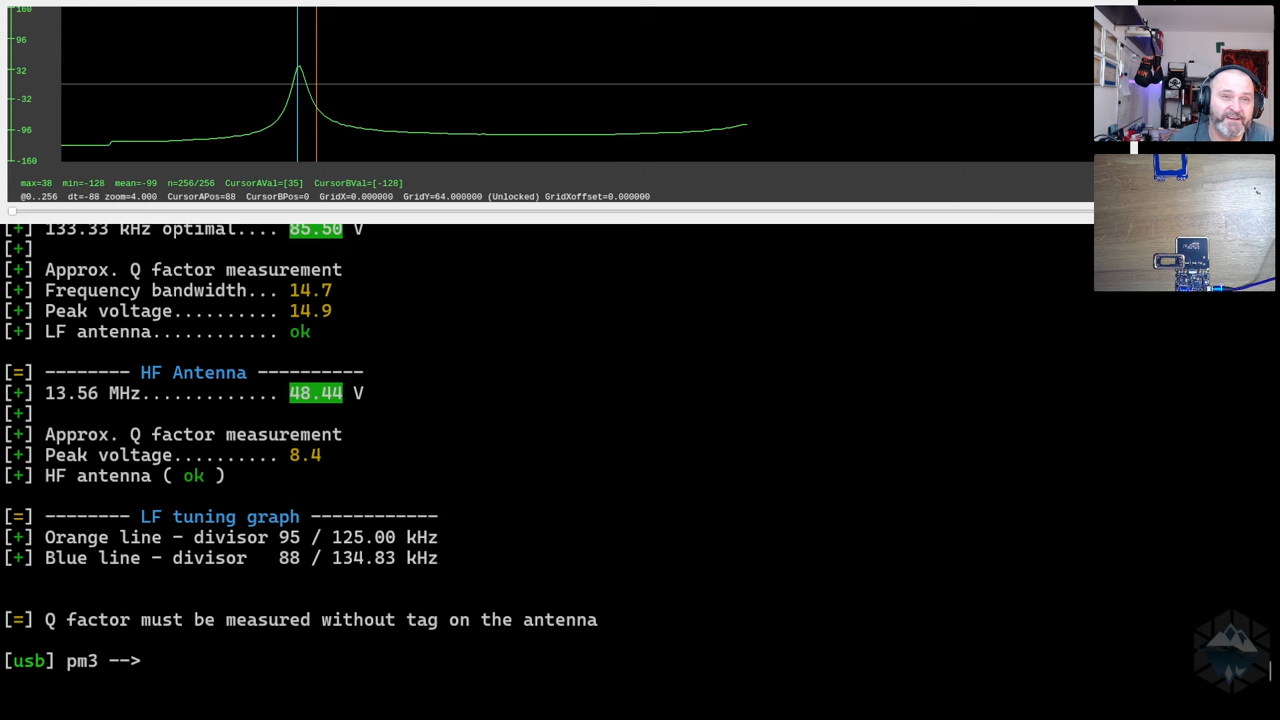 160
96
32
-32
-96
-160
max=38 min=-128 mean=-99 n=256/256 CursorAVal=[35] CursorBVal=[-128]
@0..256 dt=-88 zoom=4.000 CursorAPos=88 CursorBPos=0 GridX=0.000000 GridY=64.000000 (Unlocked) GridXoffset=0.000000
[+] 133.33 kHz optimal.... 85.50 V
[+]
[+] Approx. Q factor measurement
[+] Frequency bandwidth... 14.7
[+] Peak voltage.......... 14.9
[+] LF antenna............ ok
[=] -------- HF Antenna ----------
[+] 13.56 MHz............. 48.44 V
[+]
[+] Approx. Q factor measurement
[+] Peak voltage.......... 8.4
[+] HF antenna ( ok )
[=] -------- LF tuning graph ------------
[+] Orange line - divisor 95 / 125.00 kHz
[+] Blue line - divisor   88 / 134.83 kHz
[=] Q factor must be measured without tag on the antenna
[usb] pm3 -->